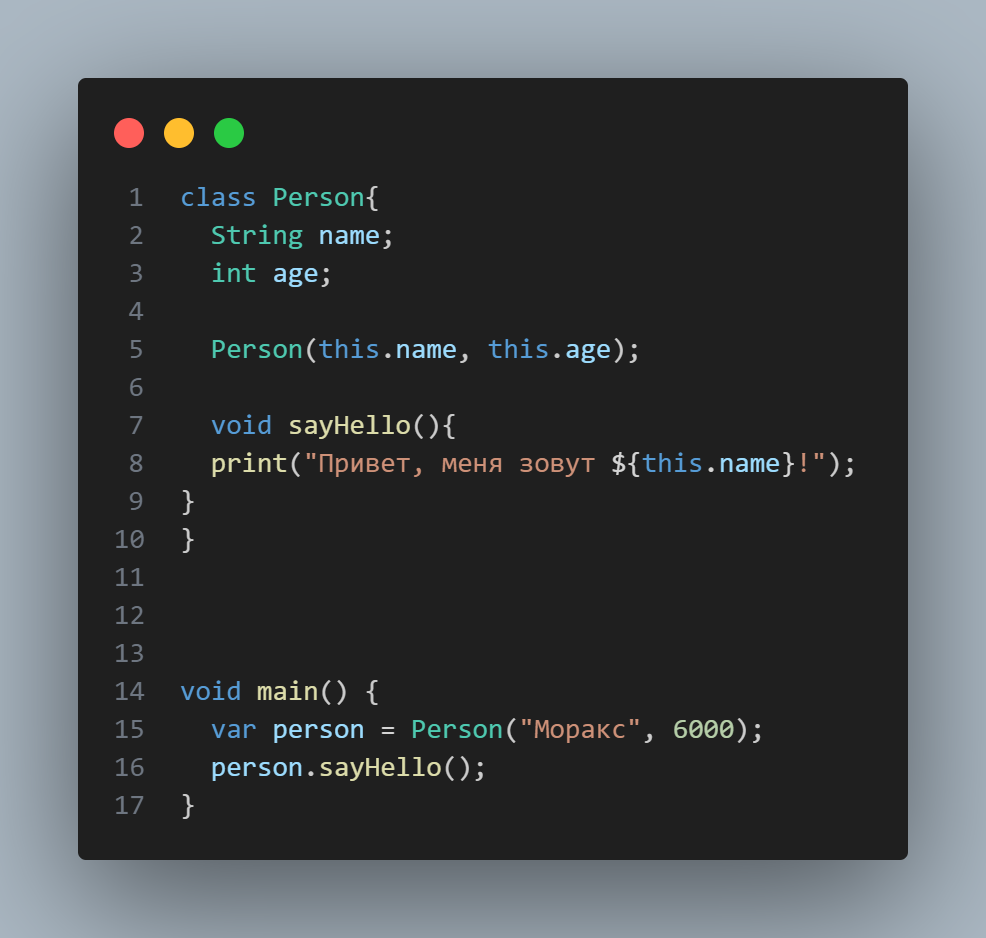 1 class Person{
2   String name;
3   int age;
4
5   Person(this.name, this.age);
6
7   void sayHello(){
8   print("Привет, меня зовут ${this.name}!");
9 }
10 }
11
12
13
14 void main() {
15   var person = Person("Моракс", 6000);
16   person.sayHello();
17 }